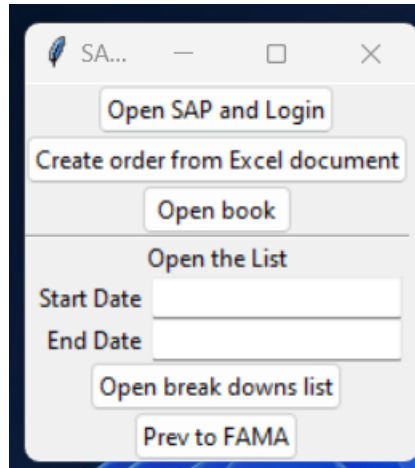 SA...
Open SAP and Login
Create order from Excel document
Open book
Open the List
Start Date
End Date
Open break downs list
Prev to FAMA